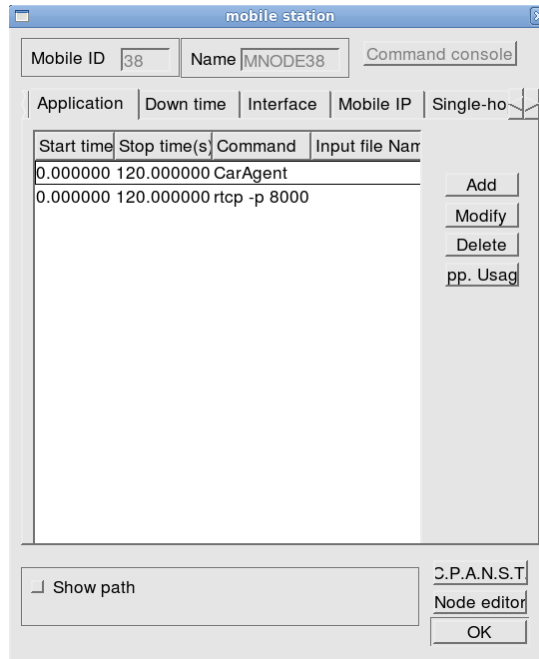 mobile station
Mobile ID 38 Name MNODE38 Command console
Application Down time Interface Mobile IP Single-ho
Start time Stop time(s) Command Input file Nam
0.000000 120.000000 CarAgent
0.000000 120.000000 rtcp -p 8000
Add
Modify
Delete
pp. Usag
Show path
C.P.A.N.S.T.
Node editor
OK